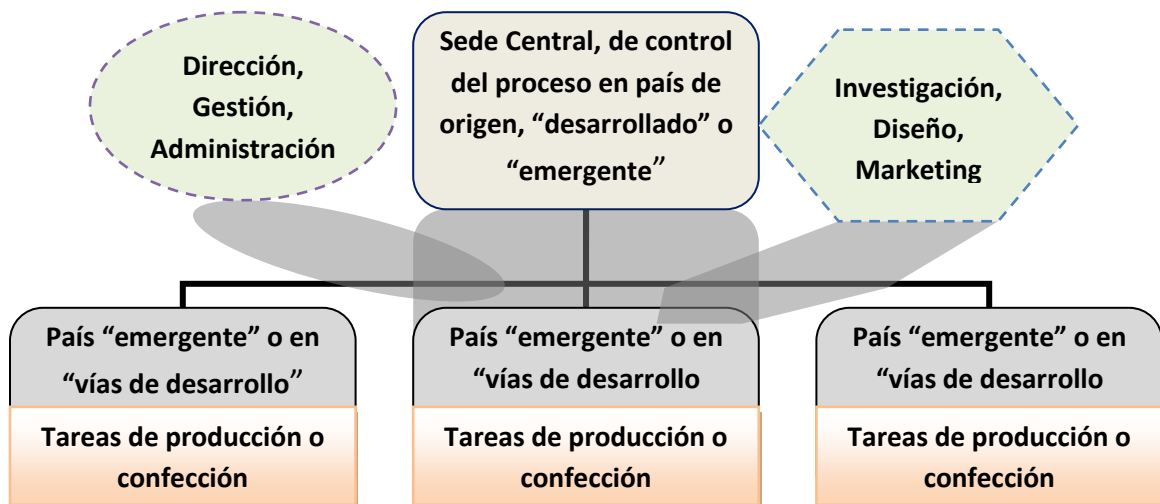 Dirección,
Gestión,
Administración
Sede Central, de control
del proceso en país de
origen, “desarrollado” o
“emergente”
Investigación,
Diseño,
Marketing
País “emergente” o en
“vías de desarrollo”
Tareas de producción o
confección
País “emergente” o en
“vías de desarrollo
Tareas de producción o
confección
País “emergente” o en
“vías de desarrollo
Tareas de producción o
confección